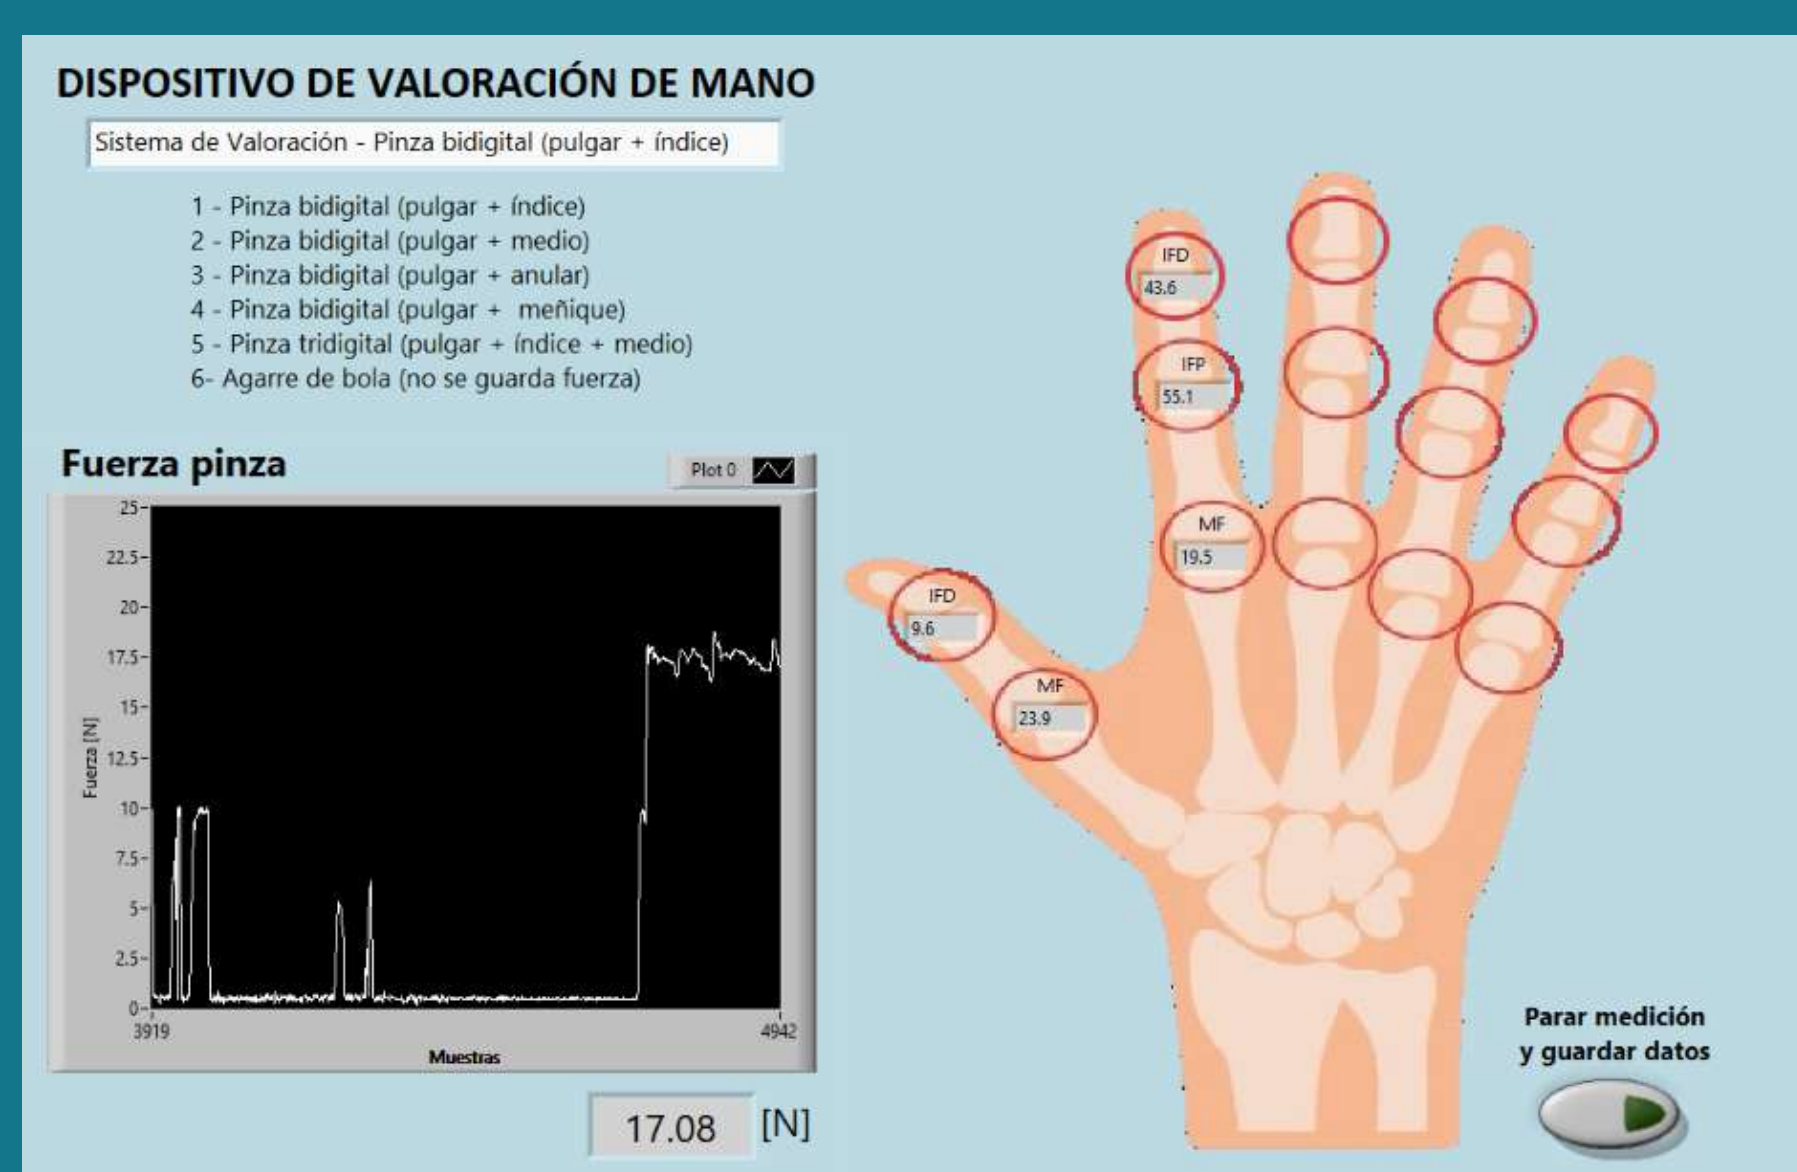 DISPOSITIVO DE VALORACIÓN DE MANO
Sistema de Valoración - Pinza bidigital (pulgar + índice)
1 - Pinza bidigital (pulgar + índice)
2 - Pinza bidigital (pulgar + medio)
3 - Pinza bidigital (pulgar + anular)
4 - Pinza bidigital (pulgar + meñique)
5 - Pinza tridigital (pulgar + índice + medio)
6- Agarre de bola (no se guarda fuerza)
Fuerza pinza
Plot 0
25
22.5
20
17.5
15
12.5
10
7.5
5
2.5
0
Fuerza [N]
3919
4942
Muestras
17.08 [N]
IFD
43.6
IFP
55.1
MF
19.5
IFD
9.6
MF
23.9
Parar medición
y guardar datos